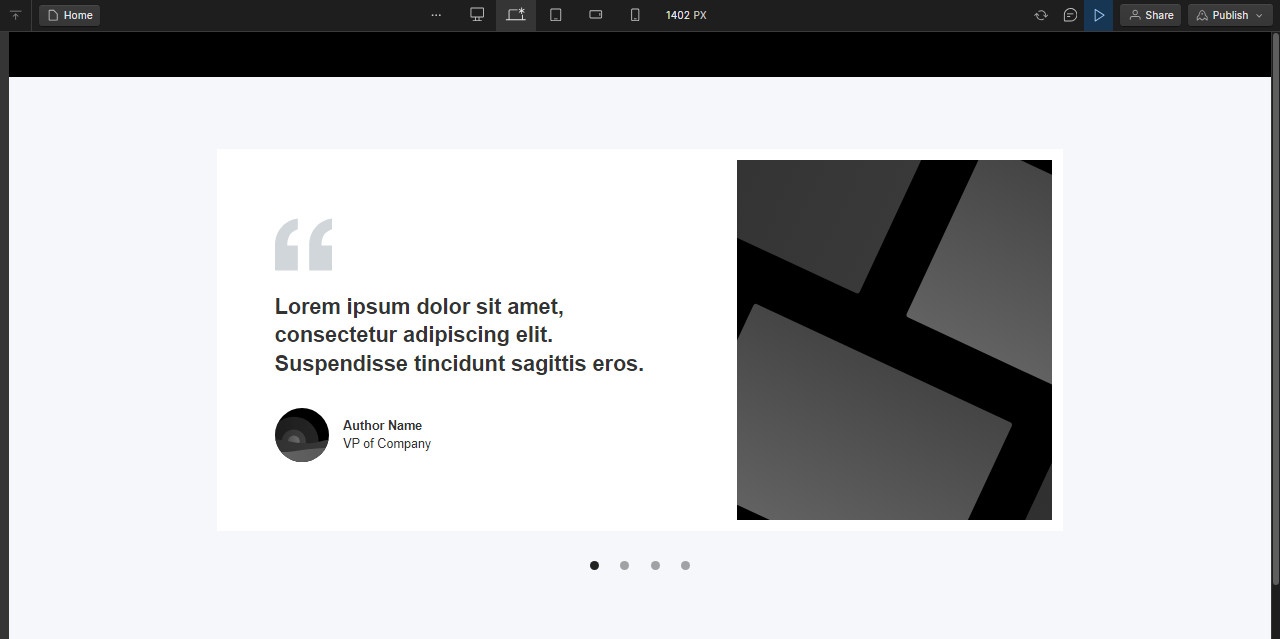 Home
1402 PX
Share
Publish
Lorem ipsum dolor sit amet,
consectetur adipiscing elit.
Suspendisse tincidunt sagittis eros.
Author Name
VP of Company